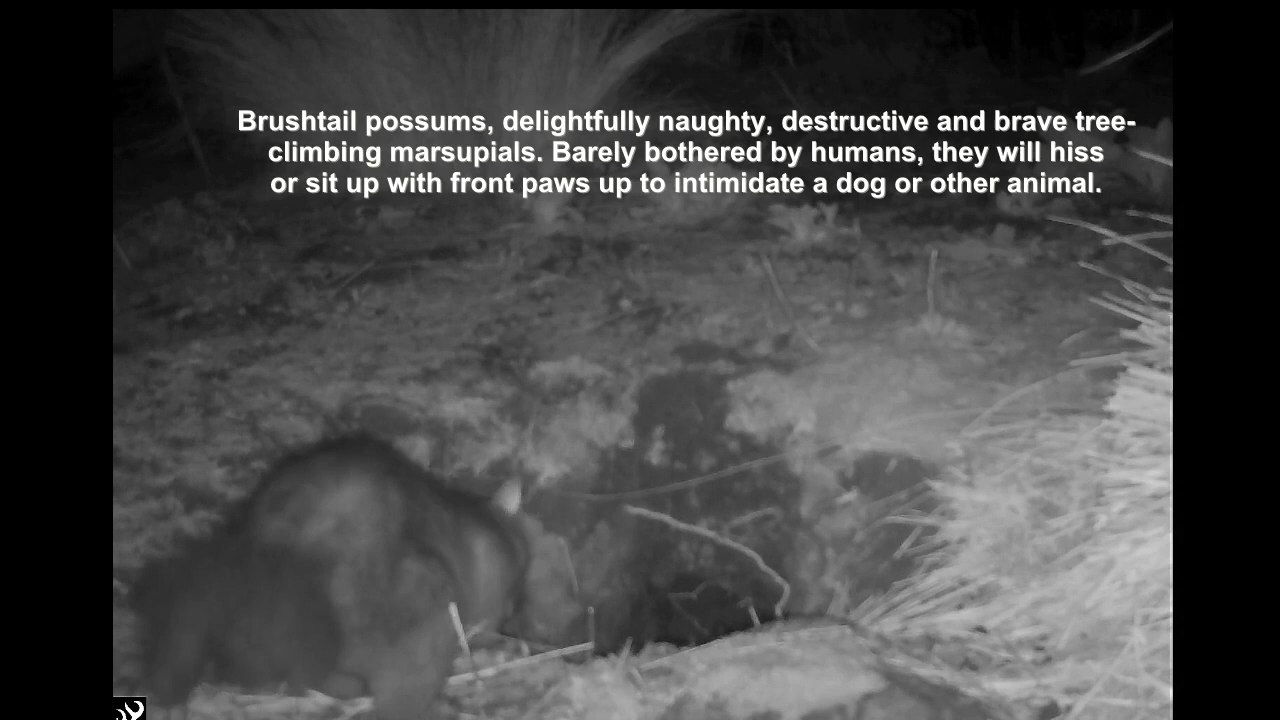 Brushtail possums, delightfully naughty, destructive and brave tree-
climbing marsupials. Barely bothered by humans, they will hiss
or sit up with front paws up to intimidate a dog or other animal.